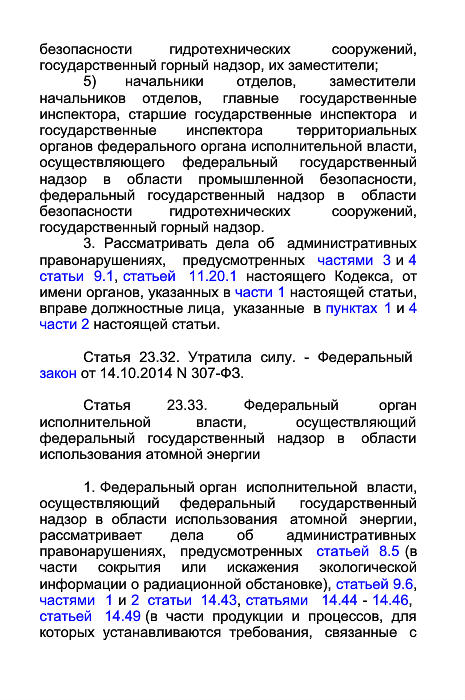 безопасности гидротехнических сооружений,
государственный горный надзор, их заместители;
5) начальники отделов, заместители
начальников отделов, главные государственные
инспектора, старшие государственные инспектора и
государственные инспектора территориальных
органов федерального органа исполнительной власти,
осуществляющего федеральный государственный
надзор в области промышленной безопасности,
федеральный государственный надзор в области
безопасности гидротехнических сооружений,
государственный горный надзор.
3. Рассматривать дела об административных
правонарушениях, предусмотренных частями 3 и 4
статьи 9.1, статьей 11.20.1 настоящего Кодекса, от
имени органов, указанных в части 1 настоящей статьи,
вправе должностные лица, указанные в пунктах 1 и 4
части 2 настоящей статьи.
Статья 23.32. Утратила силу. - Федеральный
закон от 14.10.2014 N 307-ФЗ.
Статья 23.33. Федеральный орган
исполнительной власти, осуществляющий
федеральный государственный надзор в области
использования атомной энергии
1. Федеральный орган исполнительной власти,
осуществляющий федеральный государственный
надзор в области использования атомной энергии,
рассматривает дела об административных
правонарушениях, предусмотренных статьей 8.5 (в
части сокрытия или искажения экологической
информации о радиационной обстановке), статьей 9.6,
частями 1 и 2 статьи 14.43, статьями 14.44 - 14.46,
статьей 14.49 (в части продукции и процессов, для
которых устанавливаются требования, связанные с